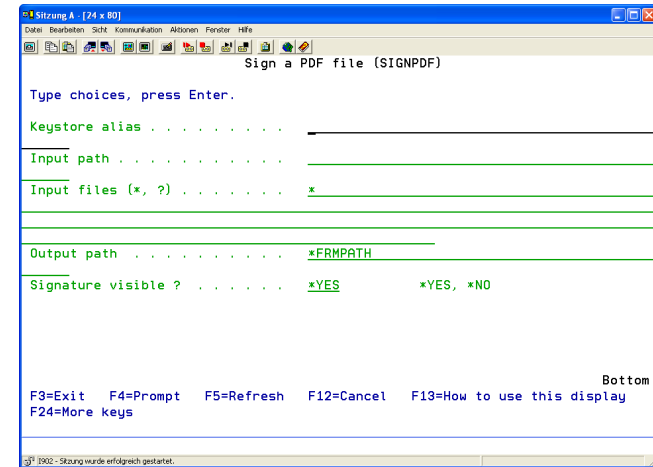 Sitzung A - [24 x 80]
Datei Bearbeiten Sicht Kommunikation Aktionen Fenster Hilfe
Sign a PDF file (SIGNPDF)
Type choices, press Enter.
Keystore alias . . . . . . . . .
Input path . . . . . . . . . . .
Input files (*, ?) . . . . . . . *
Output path . . . . . . . . . . *FRMPATH
Signature visible ? . . . . . . *YES *YES, *NO
Bottom
F3=Exit F4=Prompt F5=Refresh F12=Cancel F13=How to use this display
F24=More keys
I902 - Sitzung wurde erfolgreich gestartet.